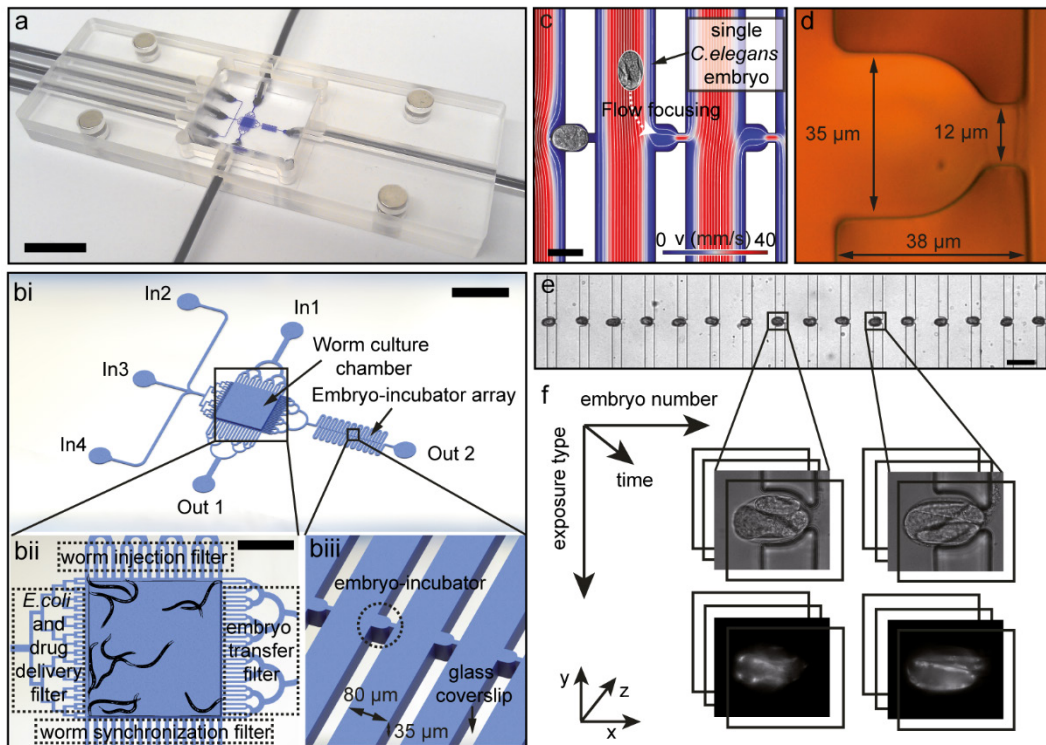 a
c
single
C.elegans
embryo
Flow focusing
0 v (mm/s) 40
d
35 µm
12 µm
38 µm
bi
In2
In1
In3
In4
Worm culture
chamber
Embryo-incubator array
Out 2
Out 1
e
bii
worm injection filter
E.coli
and
drug
delivery
filter
embryo
transfer
filter
worm synchronization filter
biii
embryo-incubator
glass
coverslip
80 µm
35 µm
f
embryo number
time
exposure type
y
z
x